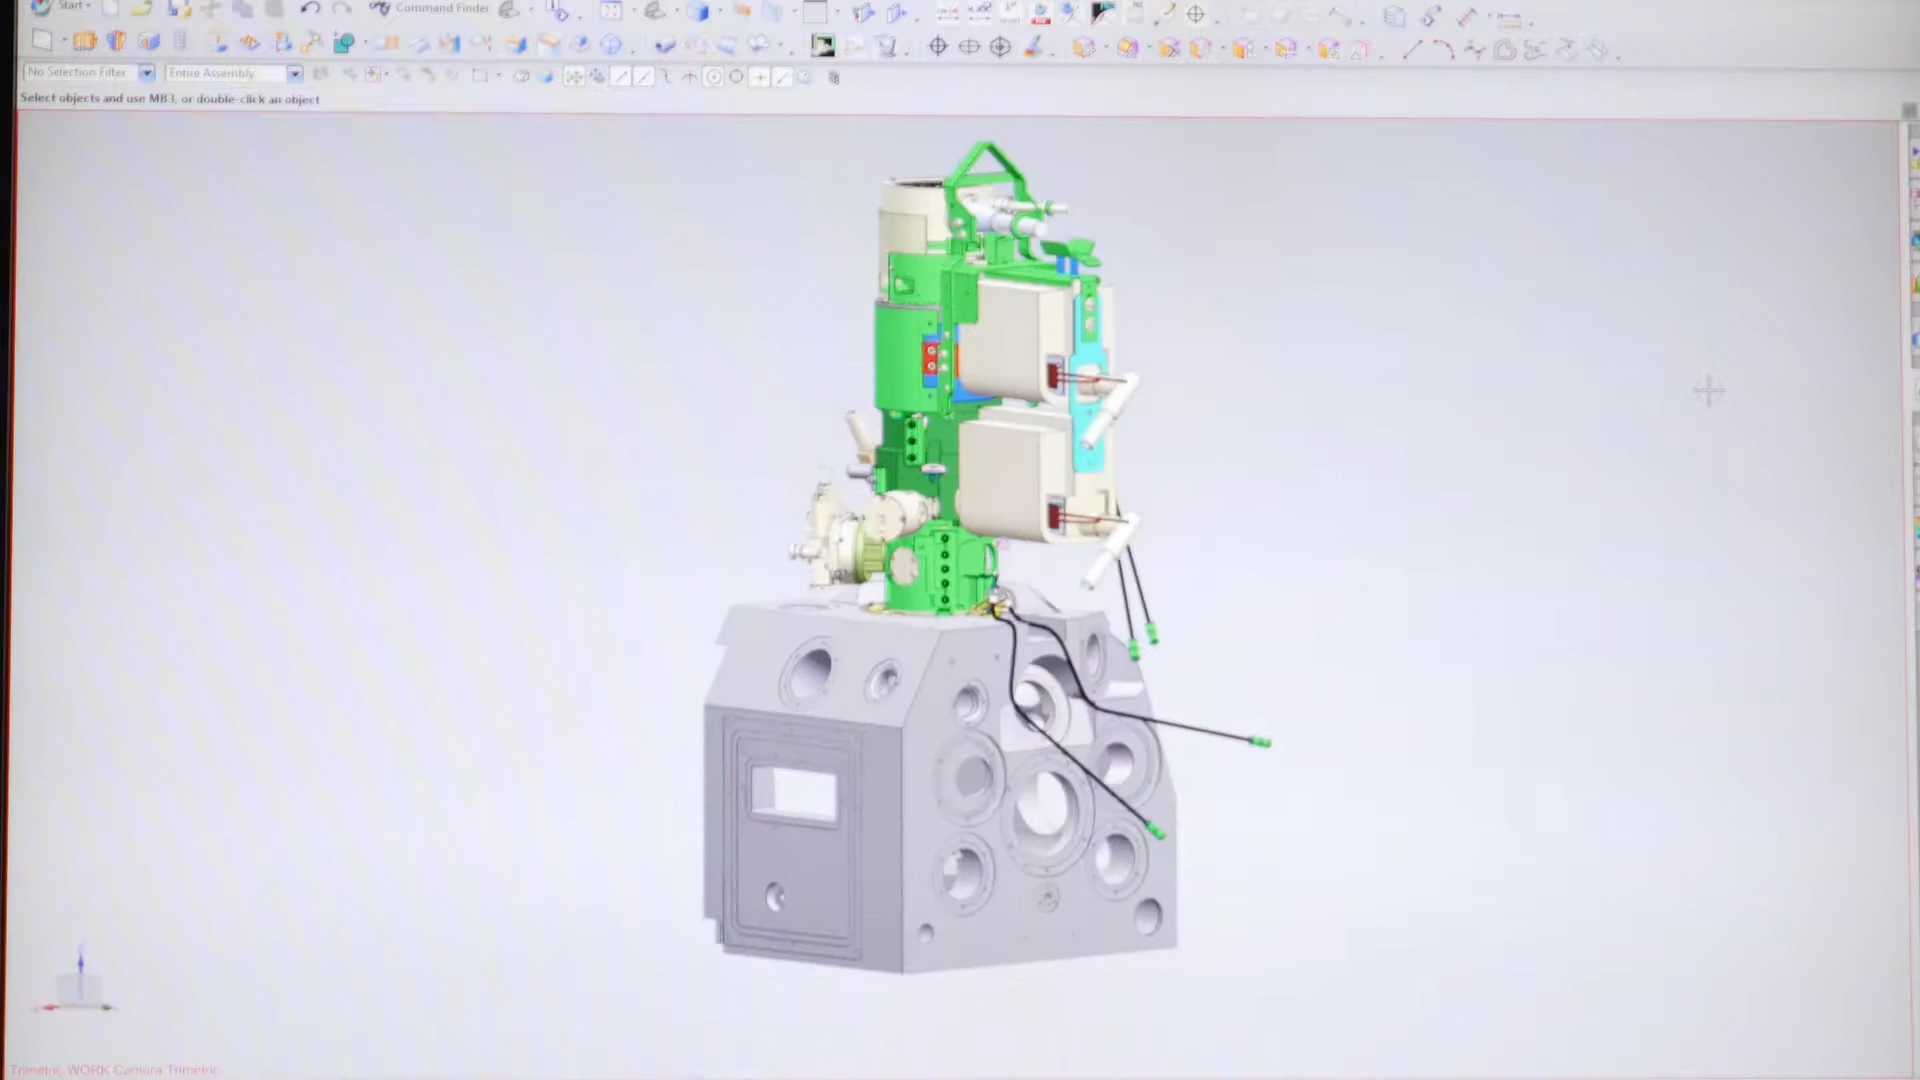 Start
Command Finder
No Selection Filter
Entire Assembly
Select objects and use MB3, or double-click an object
Trimetric WORK Camera Trimetric